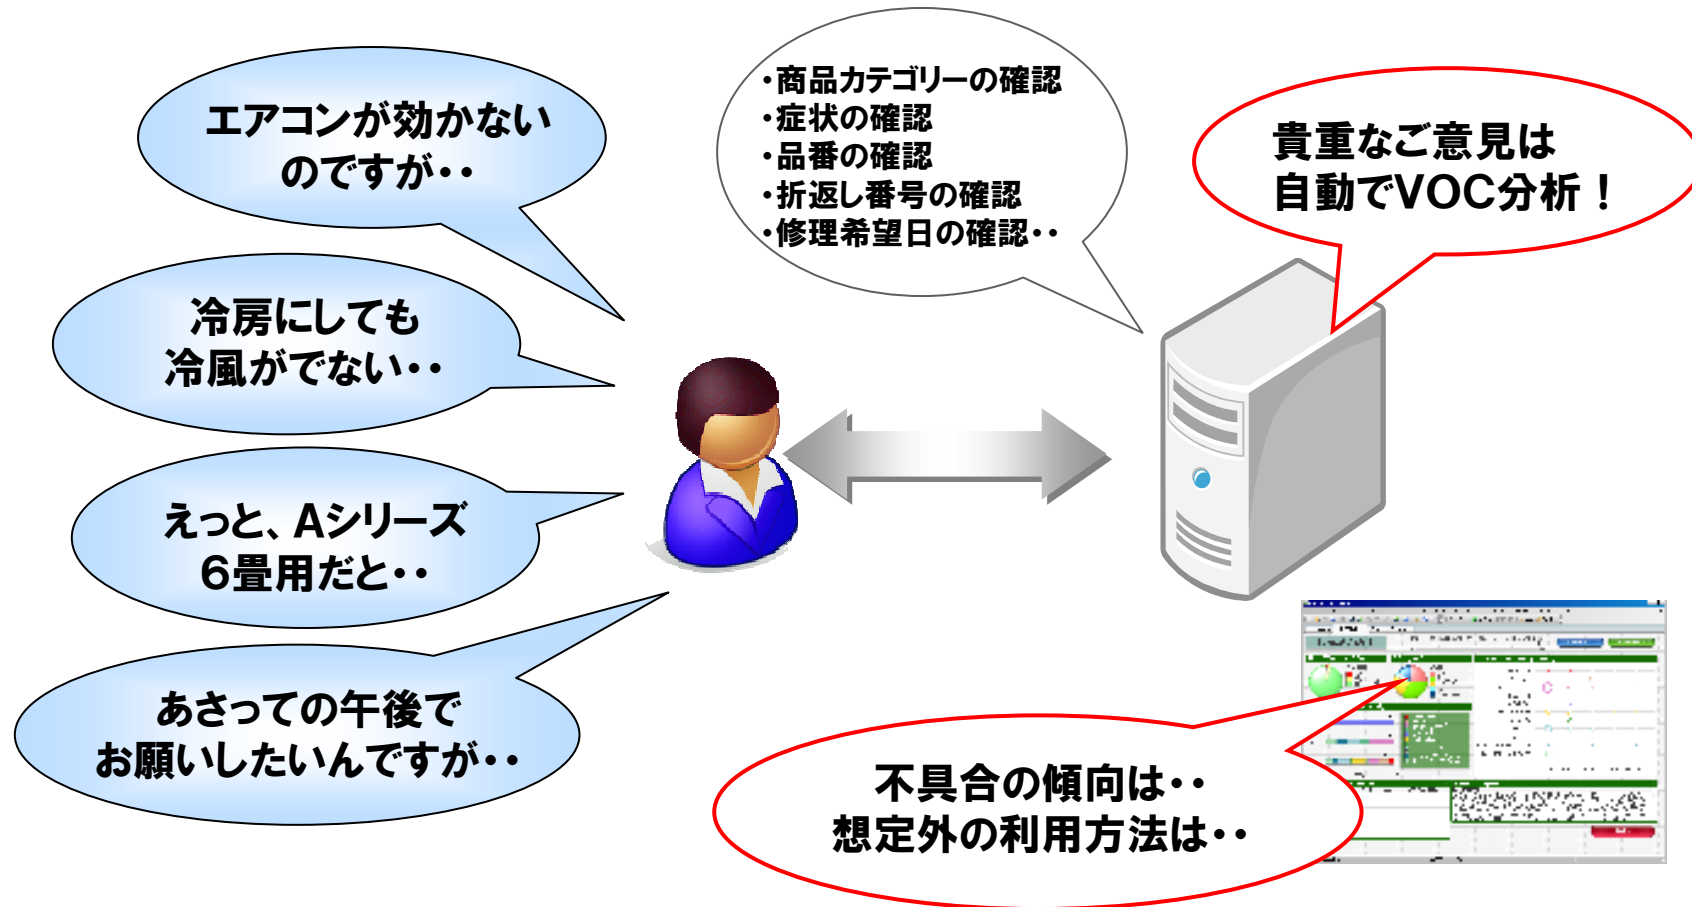 エアコンが効かない
のですが・・
冷房にしても
冷風がでない・・
えっと、Aシリーズ
６畳用だと・・
あさっての午後で
お願いしたいんですが・・
・商品カテゴリーの確認
・症状の確認
・品番の確認
・折返し番号の確認
・修理希望日の確認・・
貴重なご意見は
自動でVOC分析！
不具合の傾向は・・
想定外の利用方法は・・